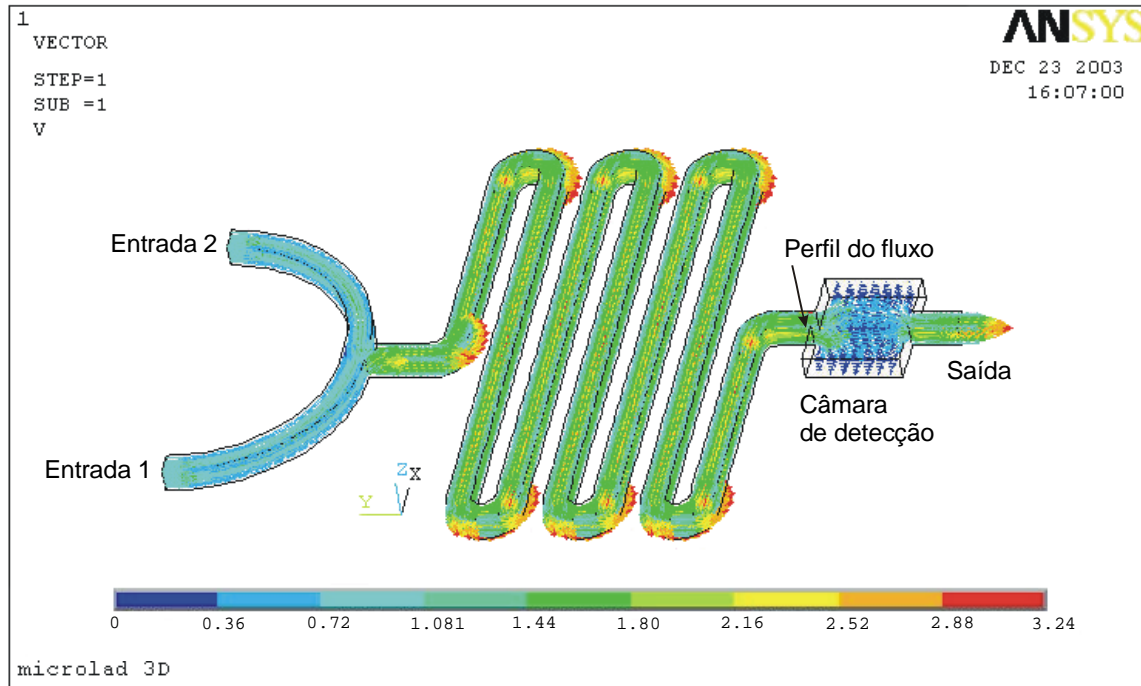 1
VECTOR
STEP=1
SUB =1
V
ANSYS
DEC 23 2003
16:07:00
Entrada 2
Perfil do fluxo
Saída
Câmara
de detecção
Entrada 1
Z X
Y
0 0.36 0.72 1.081 1.44 1.80 2.16 2.52 2.88 3.24
microlad 3D